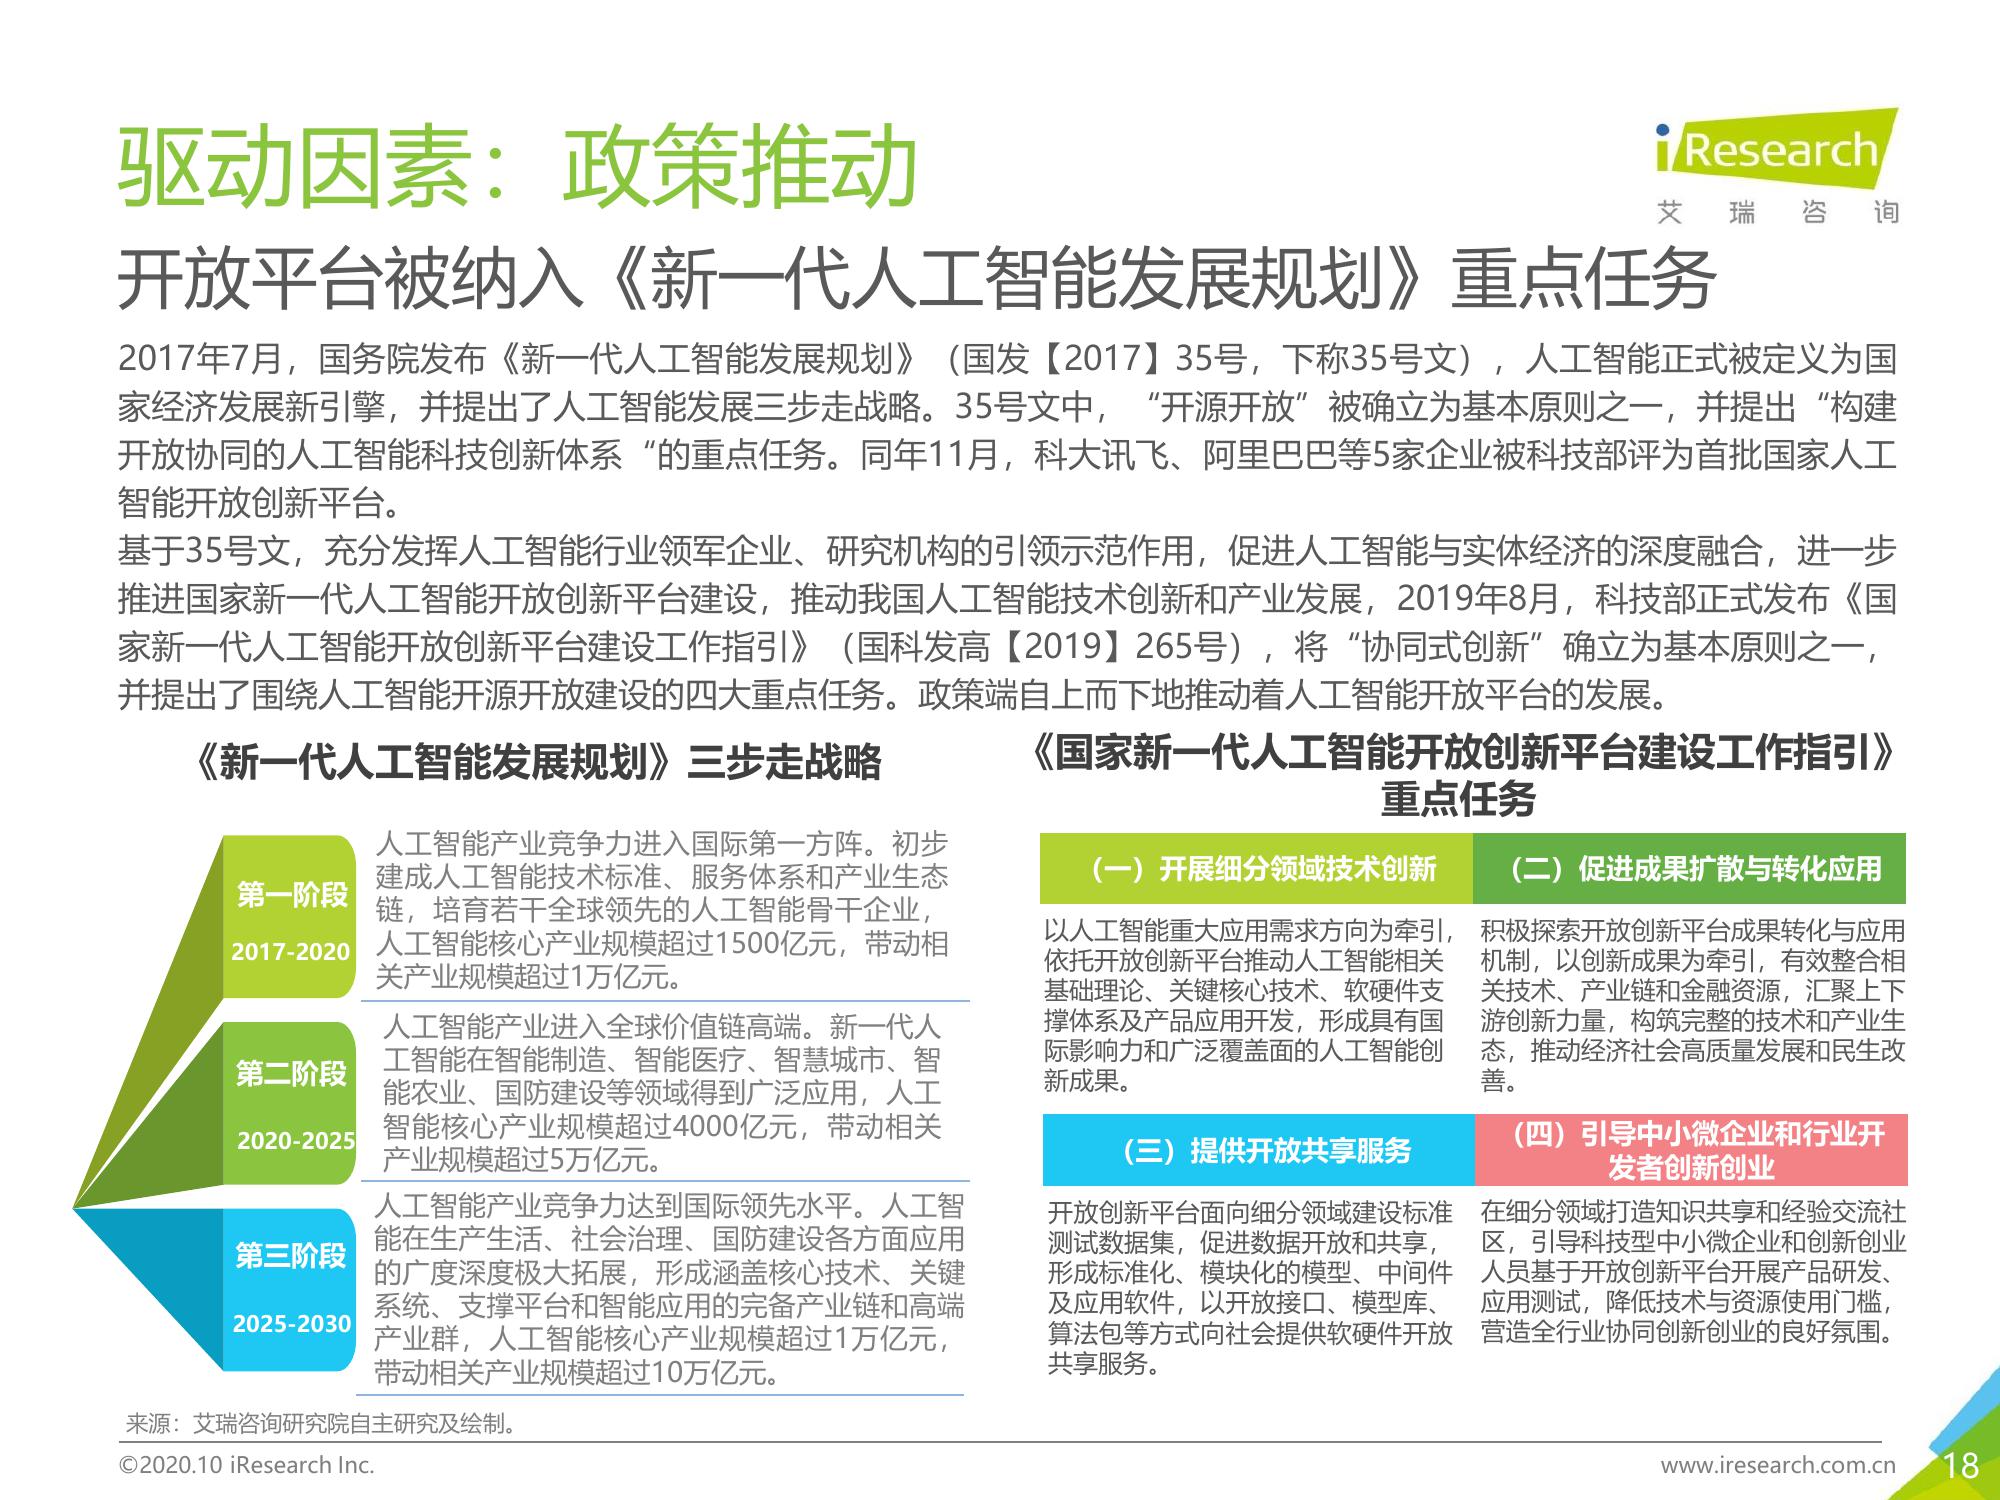 驱动因素：政策推动
iResearch
艾 瑞 咨 询
开放平台被纳入《新一代人工智能发展规划》重点任务
2017年7月，国务院发布《新一代人工智能发展规划》（国发【2017】35号，下称35号文），人工智能正式被定义为国
家经济发展新引擎，并提出了人工智能发展三步走战略。35号文中，“开源开放”被确立为基本原则之一，并提出“构建
开放协同的人工智能科技创新体系“的重点任务。同年11月，科大讯飞、阿里巴巴等5家企业被科技部评为首批国家人工
智能开放创新平台。
基于35号文，充分发挥人工智能行业领军企业、研究机构的引领示范作用，促进人工智能与实体经济的深度融合，进一步
推进国家新一代人工智能开放创新平台建设，推动我国人工智能技术创新和产业发展，2019年8月，科技部正式发布《国
家新一代人工智能开放创新平台建设工作指引》（国科发高【2019】265号），将“协同式创新”确立为基本原则之一，
并提出了围绕人工智能开源开放建设的四大重点任务。政策端自上而下地推动着人工智能开放平台的发展。
《新一代人工智能发展规划》三步走战略
第一阶段
2017-2020
人工智能产业竞争力进入国际第一方阵。初步
建成人工智能技术标准、服务体系和产业生态
链，培育若干全球领先的人工智能骨干企业，
人工智能核心产业规模超过1500亿元，带动相
关产业规模超过1万亿元。
第二阶段
2020-2025
人工智能产业进入全球价值链高端。新一代人
工智能在智能制造、智能医疗、智慧城市、智
能农业、国防建设等领域得到广泛应用，人工
智能核心产业规模超过4000亿元，带动相关
产业规模超过5万亿元。
第三阶段
2025-2030
人工智能产业竞争力达到国际领先水平。人工智
能在生产生活、社会治理、国防建设各方面应用
的广度深度极大拓展，形成涵盖核心技术、关键
系统、支撑平台和智能应用的完备产业链和高端
产业群，人工智能核心产业规模超过1万亿元，
带动相关产业规模超过10万亿元。
《国家新一代人工智能开放创新平台建设工作指引》
重点任务
（一）开展细分领域技术创新
以人工智能重大应用需求方向为牵引，
依托开放创新平台推动人工智能相关
基础理论、关键核心技术、软硬件支
撑体系及产品应用开发，形成具有国
际影响力和广泛覆盖面的人工智能创
新成果。
（二）促进成果扩散与转化应用
积极探索开放创新平台成果转化与应用
机制，以创新成果为牵引，有效整合相
关技术、产业链和金融资源，汇聚上下
游创新力量，构筑完整的技术和产业生
态，推动经济社会高质量发展和民生改
善。
（三）提供开放共享服务
开放创新平台面向细分领域建设标准
测试数据集，促进数据开放和共享，
形成标准化、模块化的模型、中间件
及应用软件，以开放接口、模型库、
算法包等方式向社会提供软硬件开放
共享服务。
（四）引导中小微企业和行业开
发者创新创业
在细分领域打造知识共享和经验交流社
区，引导科技型中小微企业和创新创业
人员基于开放创新平台开展产品研发、
应用测试，降低技术与资源使用门槛，
营造全行业协同创新创业的良好氛围。
来源：艾瑞咨询研究院自主研究及绘制。
©2020.10 iResearch Inc.
www.iresearch.com.cn
18